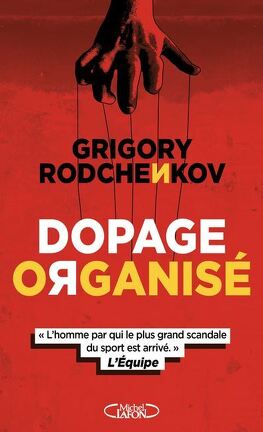 GRIGORY
RODCHEИKOV
DOPAGE
OЯGANISÉ
« L'homme par qui le plus grand scandale
du sport est arrivé. »
L'Équipe
Michel
LAFON